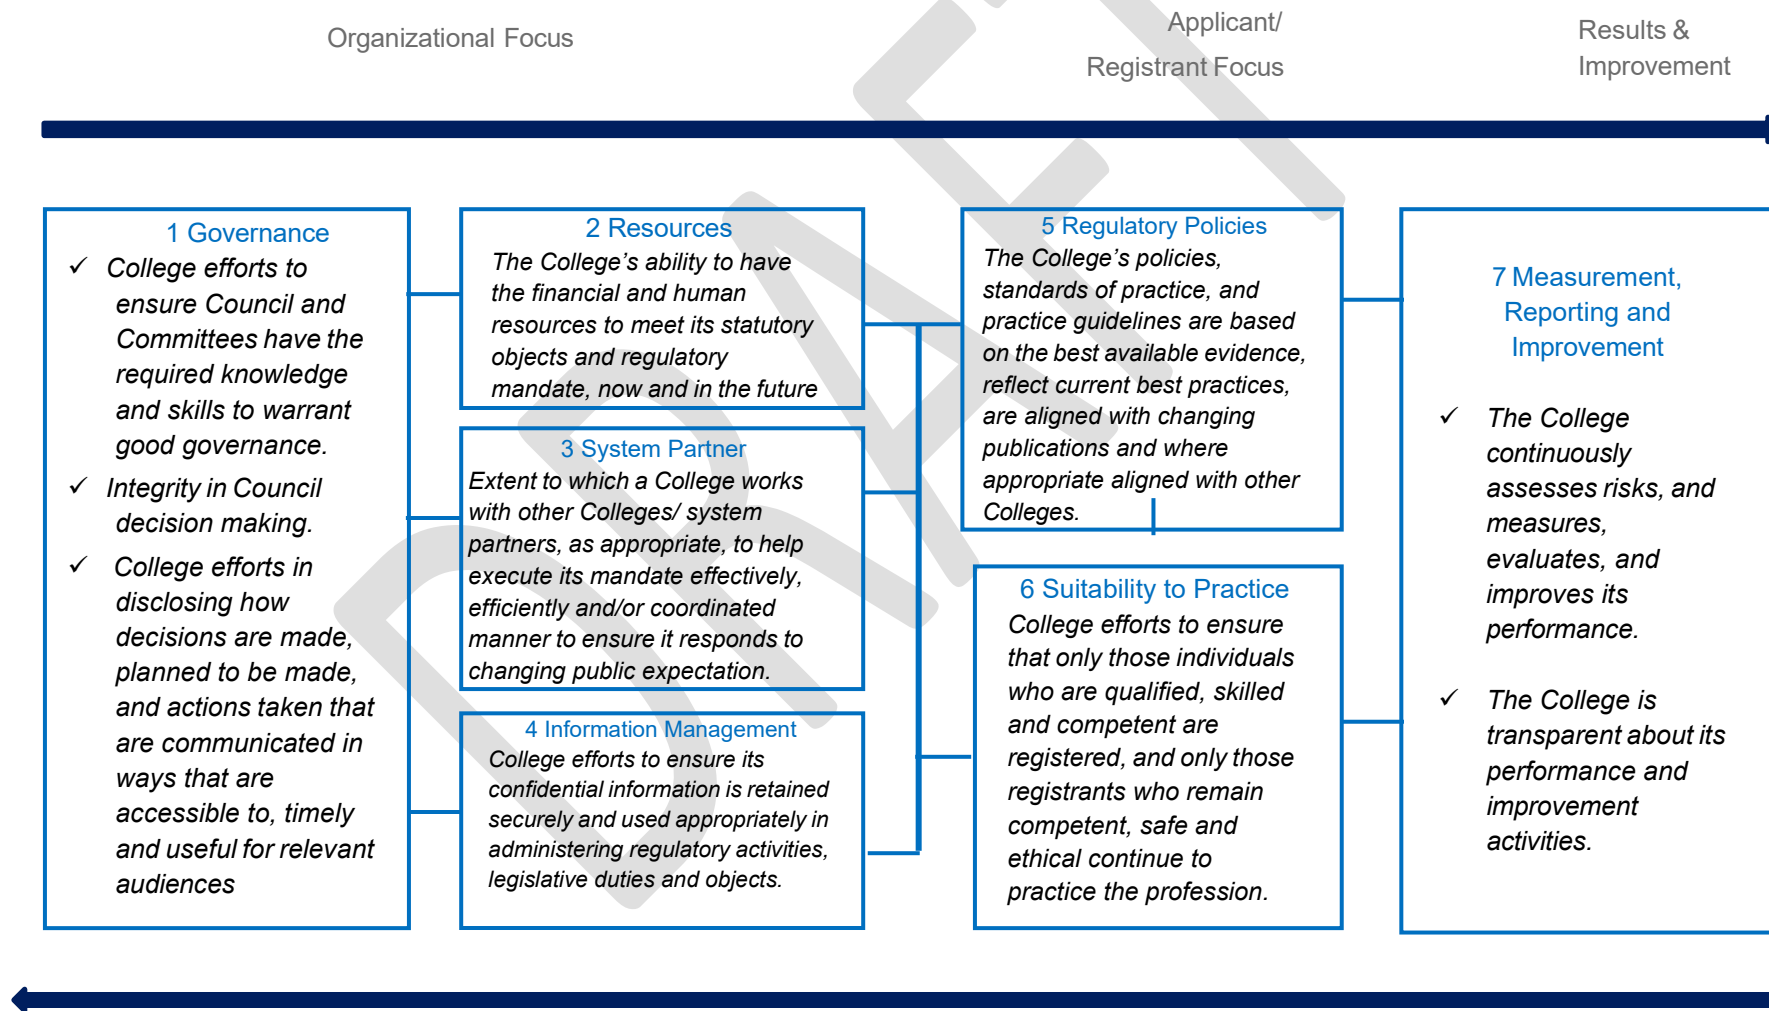 Organizational Focus
Applicant/
Registrant Focus
Results &
Improvement
1 Governance
✓ College efforts to
ensure Council and
Committees have the
required knowledge
and skills to warrant
good governance.
✓ Integrity in Council
decision making.
✓ College efforts in
disclosing how
decisions are made,
planned to be made,
and actions taken that
are communicated in
ways that are
accessible to, timely
and useful for relevant
audiences
2 Resources
The College’s ability to have
the financial and human
resources to meet its statutory
objects and regulatory
mandate, now and in the future
3 System Partner
Extent to which a College works
with other Colleges/ system
partners, as appropriate, to help
execute its mandate effectively,
efficiently and/or coordinated
manner to ensure it responds to
changing public expectation.
4 Information Management
College efforts to ensure its
confidential information is retained
securely and used appropriately in
administering regulatory activities,
legislative duties and objects.
5 Regulatory Policies
The College’s policies,
standards of practice, and
practice guidelines are based
on the best available evidence,
reflect current best practices,
are aligned with changing
publications and where
appropriate aligned with other
Colleges.
6 Suitability to Practice
College efforts to ensure
that only those individuals
who are qualified, skilled
and competent are
registered, and only those
registrants who remain
competent, safe and
ethical continue to
practice the profession.
7 Measurement,
Reporting and
Improvement
✓ The College
continuously
assesses risks, and
measures,
evaluates, and
improves its
performance.
✓ The College is
transparent about its
performance and
improvement
activities.
DRAFT